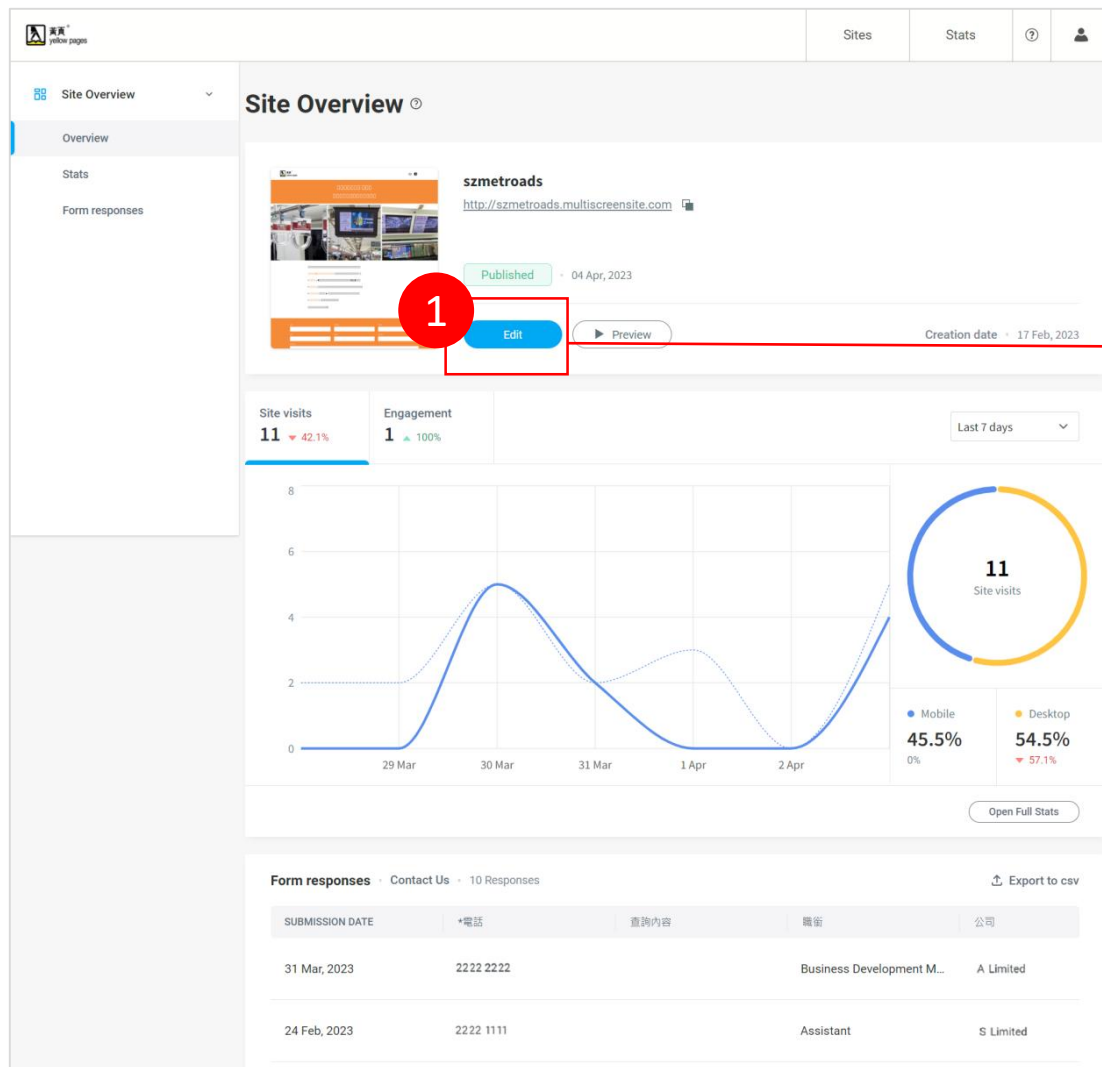 黃頁®
yellow pages
Sites
Stats
Site Overview
Overview
Stats
Form responses
Site Overview
szmetroads
http://szmetroads.multiscreensite.com
Published · 04 Apr, 2023
1
Edit
Preview
Creation date · 17 Feb, 2023
Site visits
11 42.1%
Engagement
1 100%
Last 7 days
8
6
4
2
0
29 Mar 30 Mar 31 Mar 1 Apr 2 Apr
11
Site visits
Mobile
45.5%
0%
Desktop
54.5%
57.1%
Open Full Stats
Form responses · Contact Us · 10 Responses
Export to csv
SUBMISSION DATE *電話 查詢內容 職銜 公司
31 Mar, 2023 2222 2222 Business Development M... A Limited
24 Feb, 2023 2222 1111 Assistant S Limited